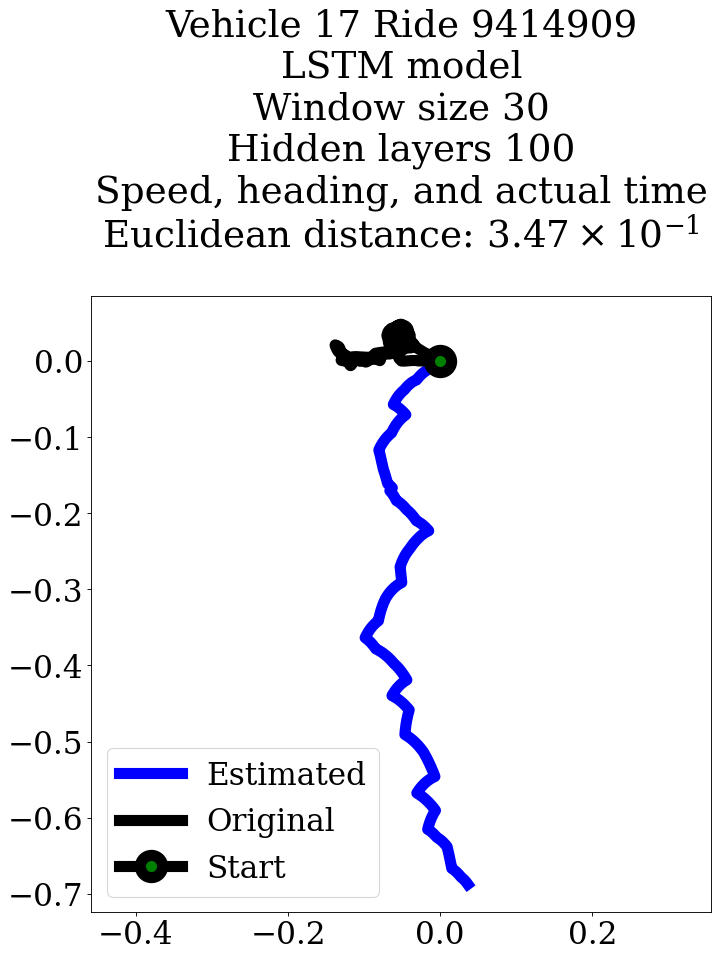 Vehicle 17 Ride 9414909
LSTM model
Window size 30
Hidden layers 100
Speed, heading, and actual time
Euclidean distance: 3.47 × 10⁻¹
0.0
−0.1
−0.2
−0.3
−0.4
−0.5
−0.6
−0.7
Estimated
Original
Start
−0.4 −0.2 0.0 0.2